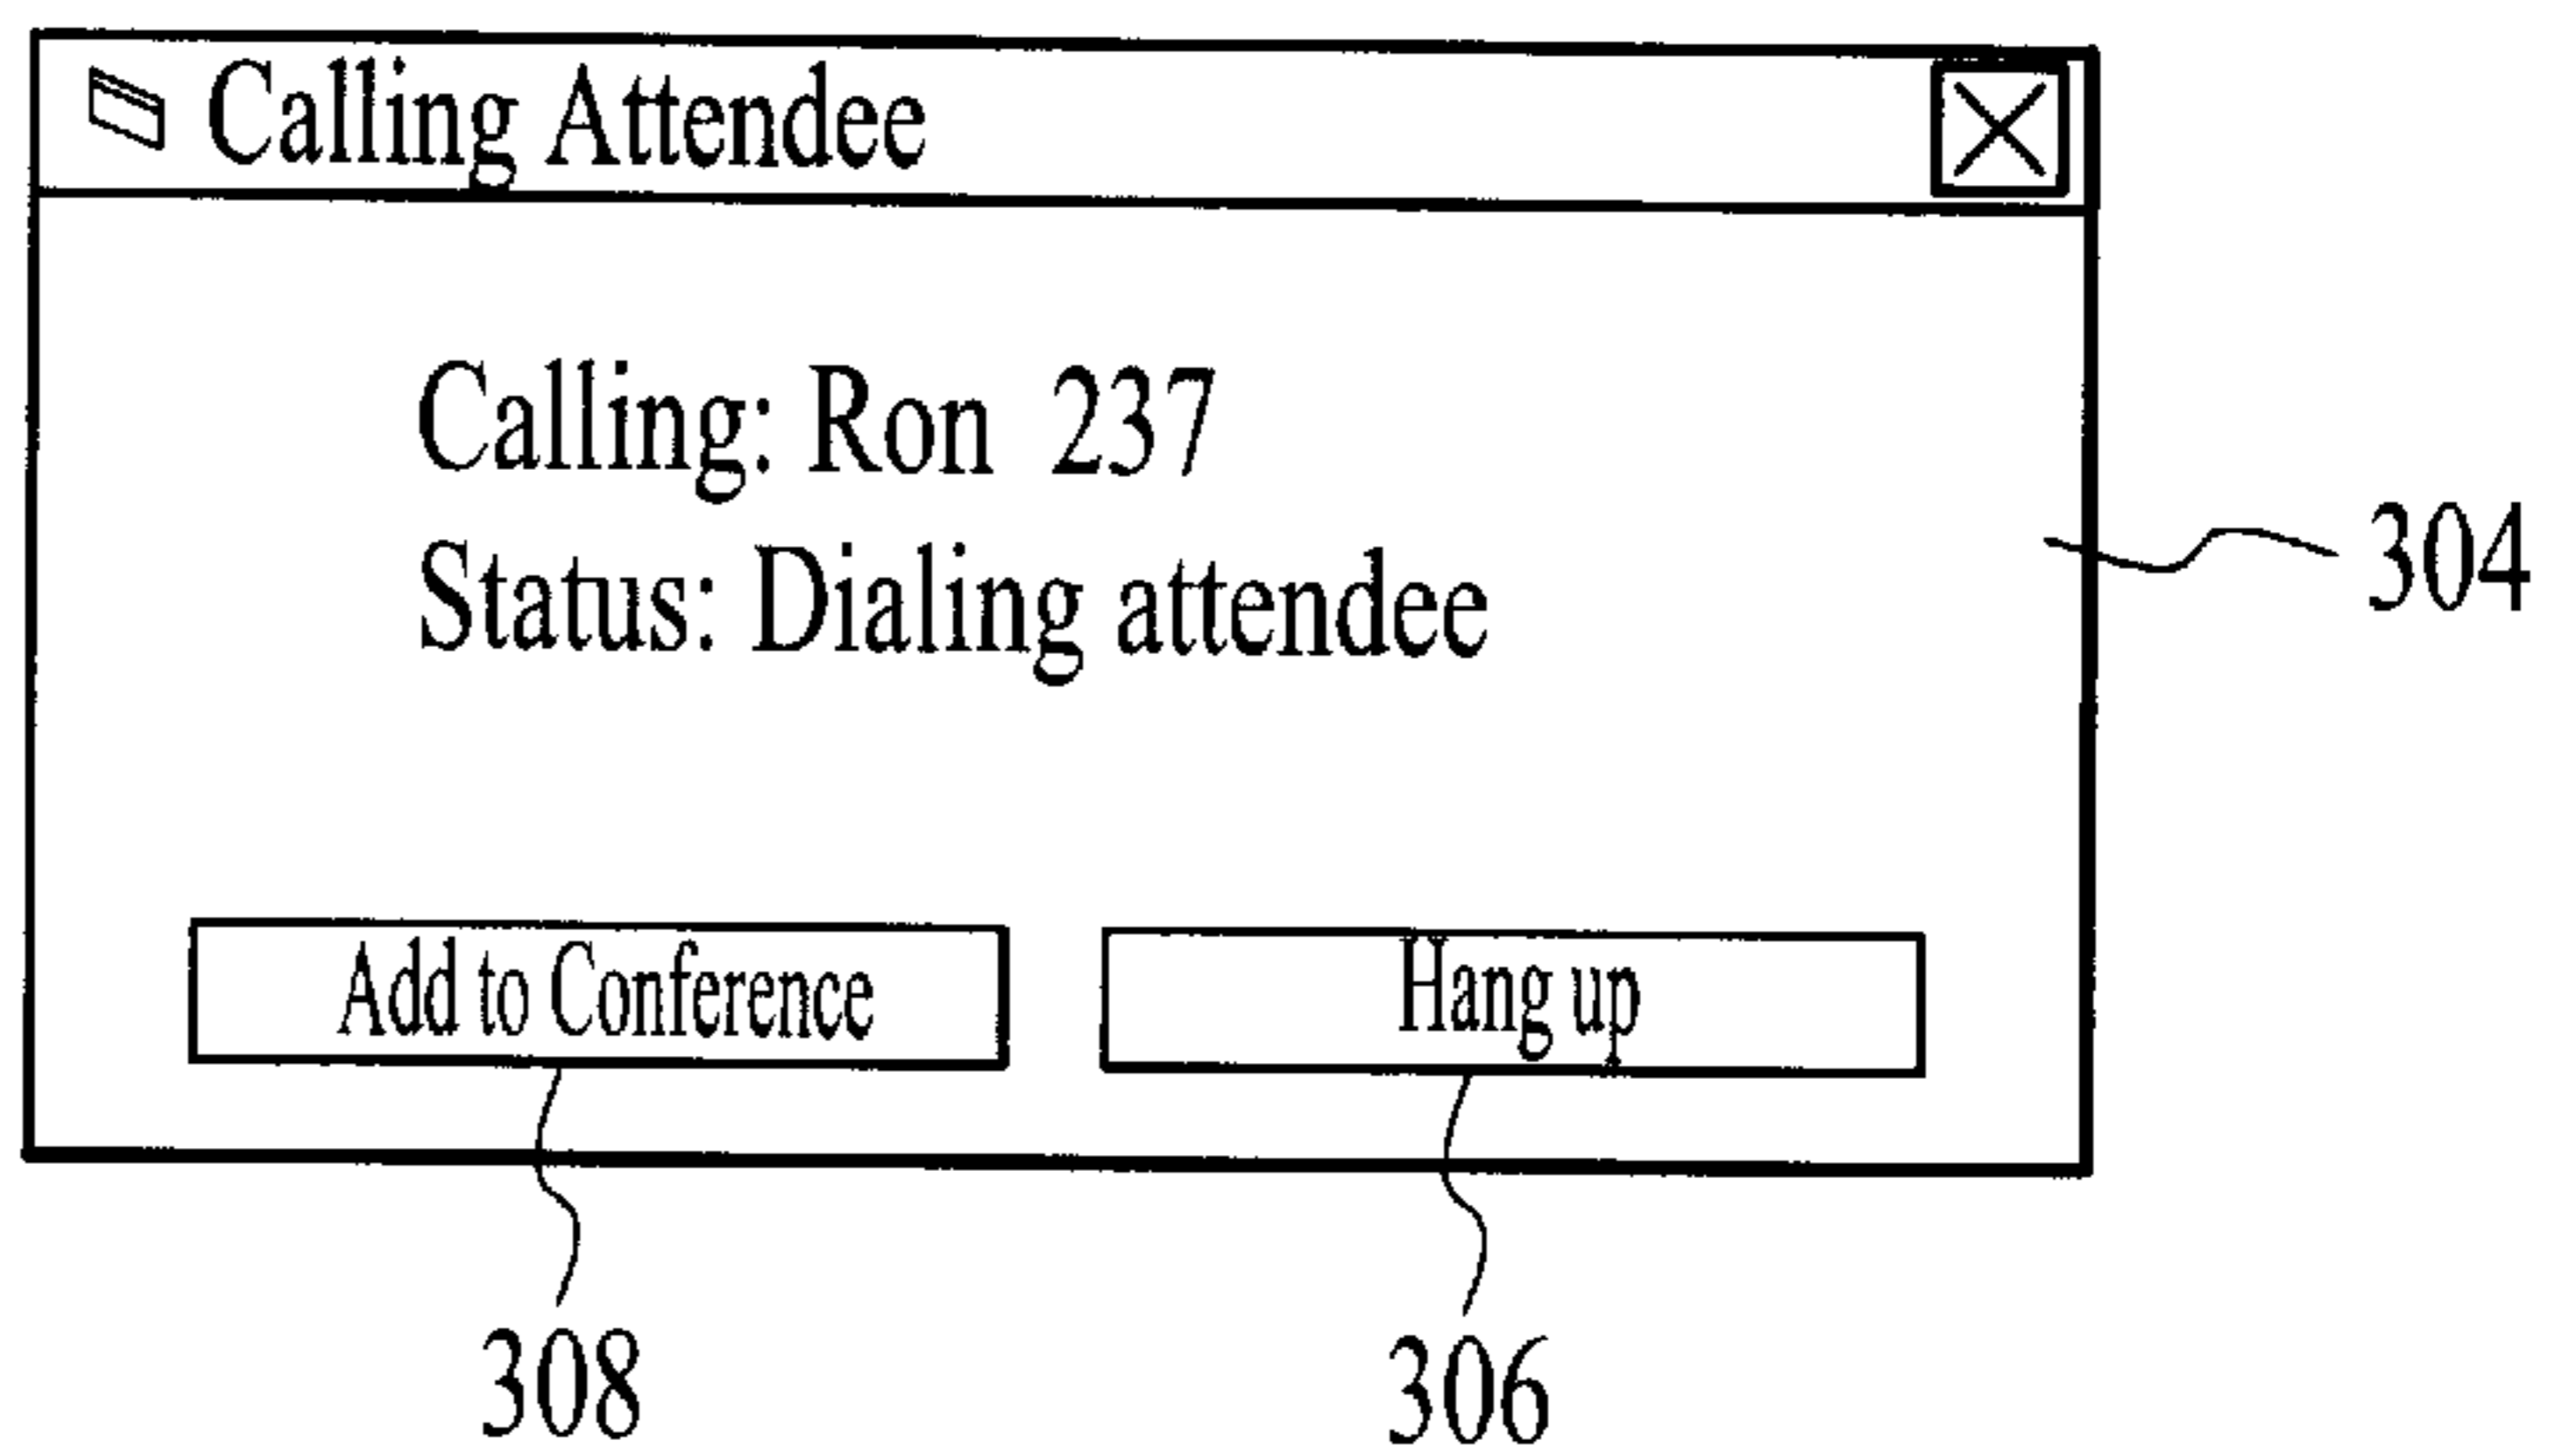 Calling Attendee
Calling: Ron 237
Status: Dialing attendee
304
Add to Conference
Hang up
308
306